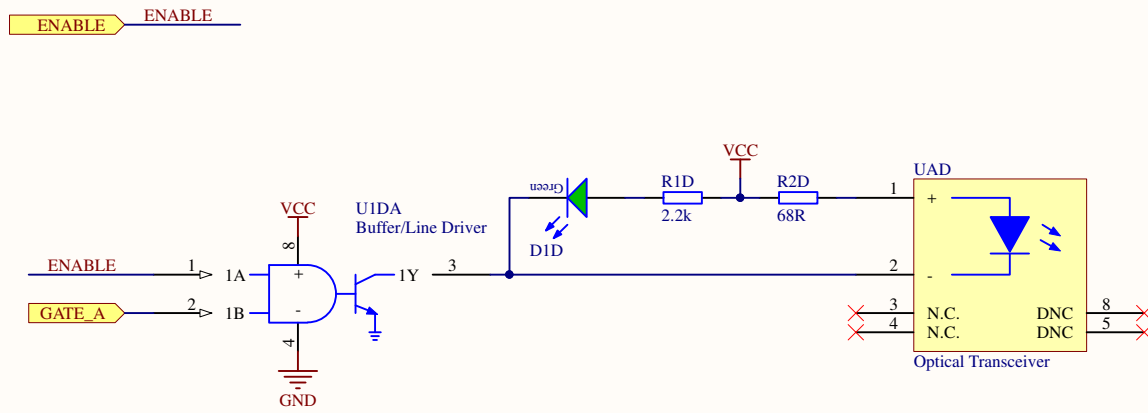 ENABLE ENABLE
VCC
UAD
Green R1D R2D 1 +
2.2k 68R
VCC U1DA
Buffer/Line Driver
D1D
8
ENABLE 1 1A + 1Y 3 2 -
GATE_A 2 1B - 3 N.C. DNC 8
4 N.C. DNC 5
4
Optical Transceiver
GND